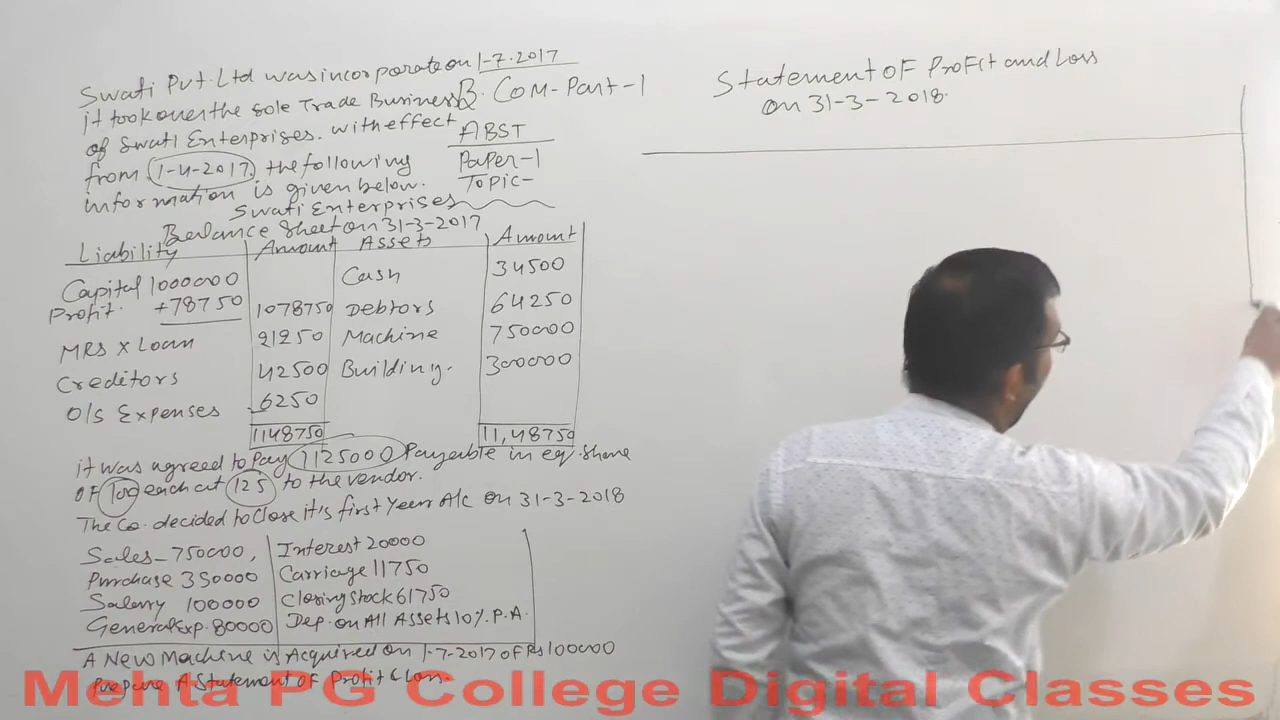 Swati Pvt. Ltd was incorporate on 1-7-2017
it took over the Sole Trade Business
of Swati Enterprises. with effect
from (1-4-2017) the following
information is given below.
B. Com-Part-1
ABST
Paper-1
Topic-
Swati Enterprises
Balance Sheet on 31-3-2017
Liability Amount Assets Amount
Capital 1000000 Cash 34500
Profit. +78750 1078750 Debtors 64250
MRS X Loan 21250 Machine 750000
Creditors 42500 Building. 300000
O/S Expenses 6250
1148750 11,48750
it was agreed to pay 1125000 Payable in eq. share
OF 100 each at 125 to the vendor.
The Co. decided to close it's first year A/c on 31-3-2018
Sales - 750000, Interest 20000
Purchase 350000 Carriage 11750
Salary 100000 Closing Stock 61750
General Exp. 80000 Dep. on All Assets 10% P.A.
A New Machine is Acquired on 1-7-2017 OF Rs 100000
Prepare A Statement of Profit & Loss.
Statement OF Profit and Loss
on 31-3-2018.
Menta PG College Digital Classes